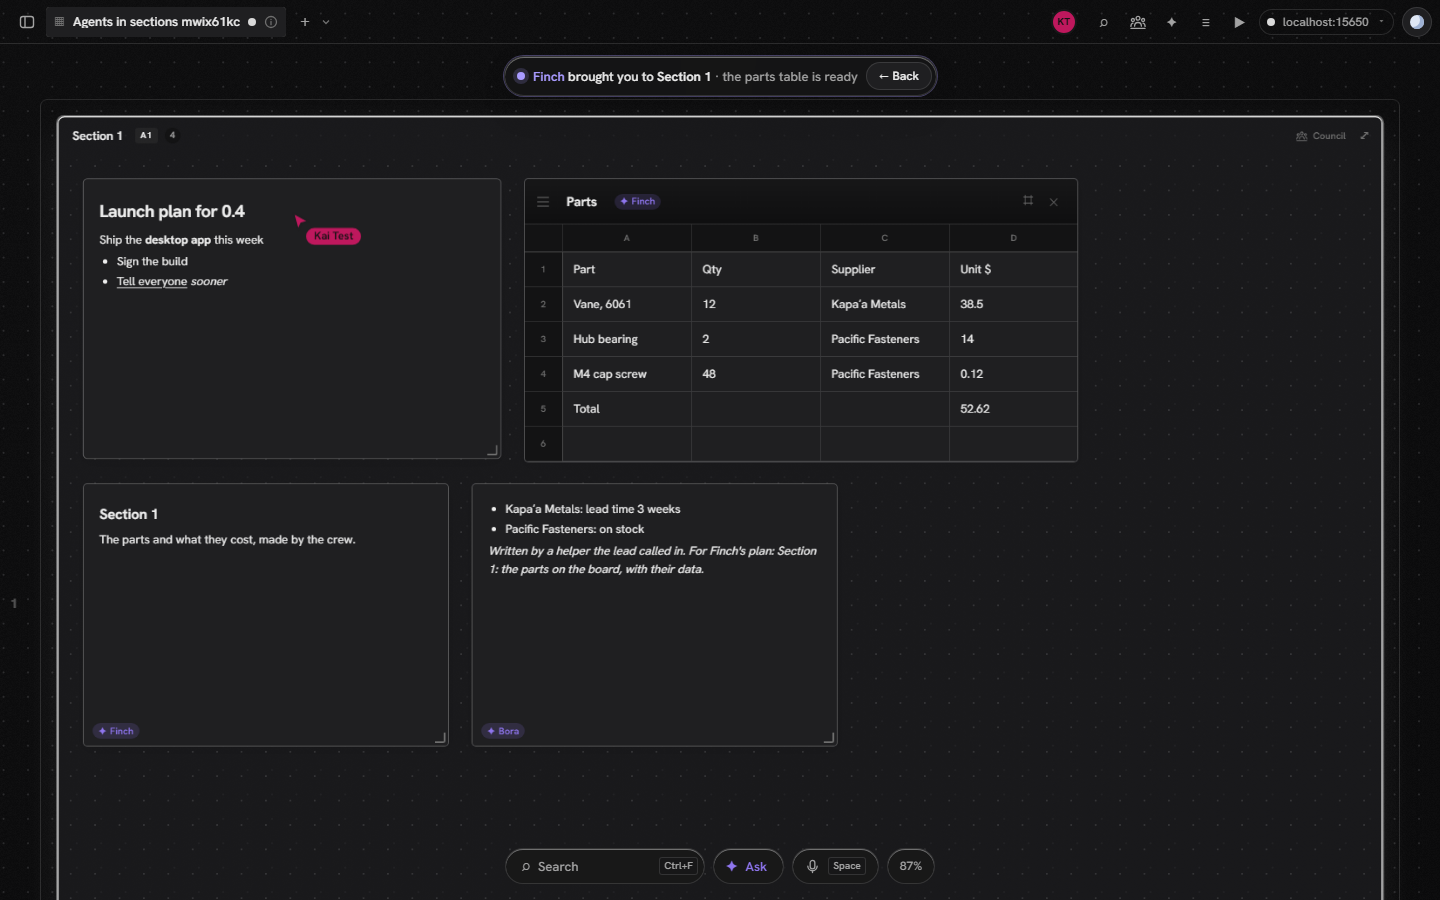 Agents in sections mwix61kc
KT
localhost:15650
Finch brought you to Section 1 · the parts table is ready
← Back
Section 1 A1 4
Council
Launch plan for 0.4
Ship the desktop app this week
• Sign the build
• Tell everyone sooner
Kai Test
Parts
Finch
A B C D
1 Part Qty Supplier Unit $
2 Vane, 6061 12 Kapa'a Metals 38.5
3 Hub bearing 2 Pacific Fasteners 14
4 M4 cap screw 48 Pacific Fasteners 0.12
5 Total 52.62
6
Section 1
The parts and what they cost, made by the crew.
Finch
• Kapa'a Metals: lead time 3 weeks
• Pacific Fasteners: on stock
Written by a helper the lead called in. For Finch's plan: Section
1: the parts on the board, with their data.
Bora
1
Search Ctrl+F
Ask
Space
87%